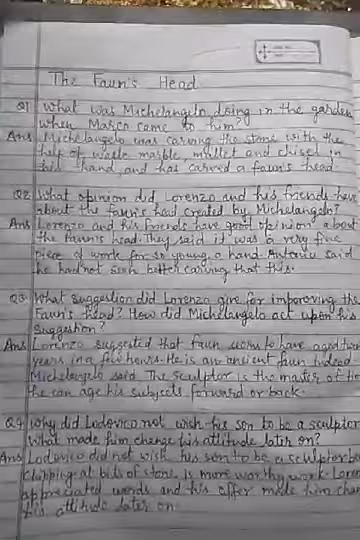 The Faun's Head
Q1 What was Michelangelo doing in the garden
when Marco came to him?
Ans Michelangelo was carving the stone with the
help of waste marble, mallet and chisel in
his hand and has carved a faun's head.
Q2 What opinion did Lorenzo and his friends have
about the faun's head created by Michelangelo?
Ans Lorenzo and his friends have good opinion about
the faun's head. They said it was a very fine
piece of work for so young a hand. Antonio said
he had not seen better carving that this.
Q3 What suggestion did Lorenzo give for improving the
Faun's head? How did Michelangelo act upon his
suggestion?
Ans Lorenzo suggested that faun seems to have aged
years in a few hours. He is an ancient faun indeed
Michelangelo said The sculptor is the master of
he can age his subjects forward or back.
Q4 Why did Lodovico not wish his son to be a sculptor
What made him change his attitude later on?
Ans Lodovico did not wish his son to be a sculptor
chipping at bits of stone is more worthy work.
appreciated words and his offer made him
his attitude later on.